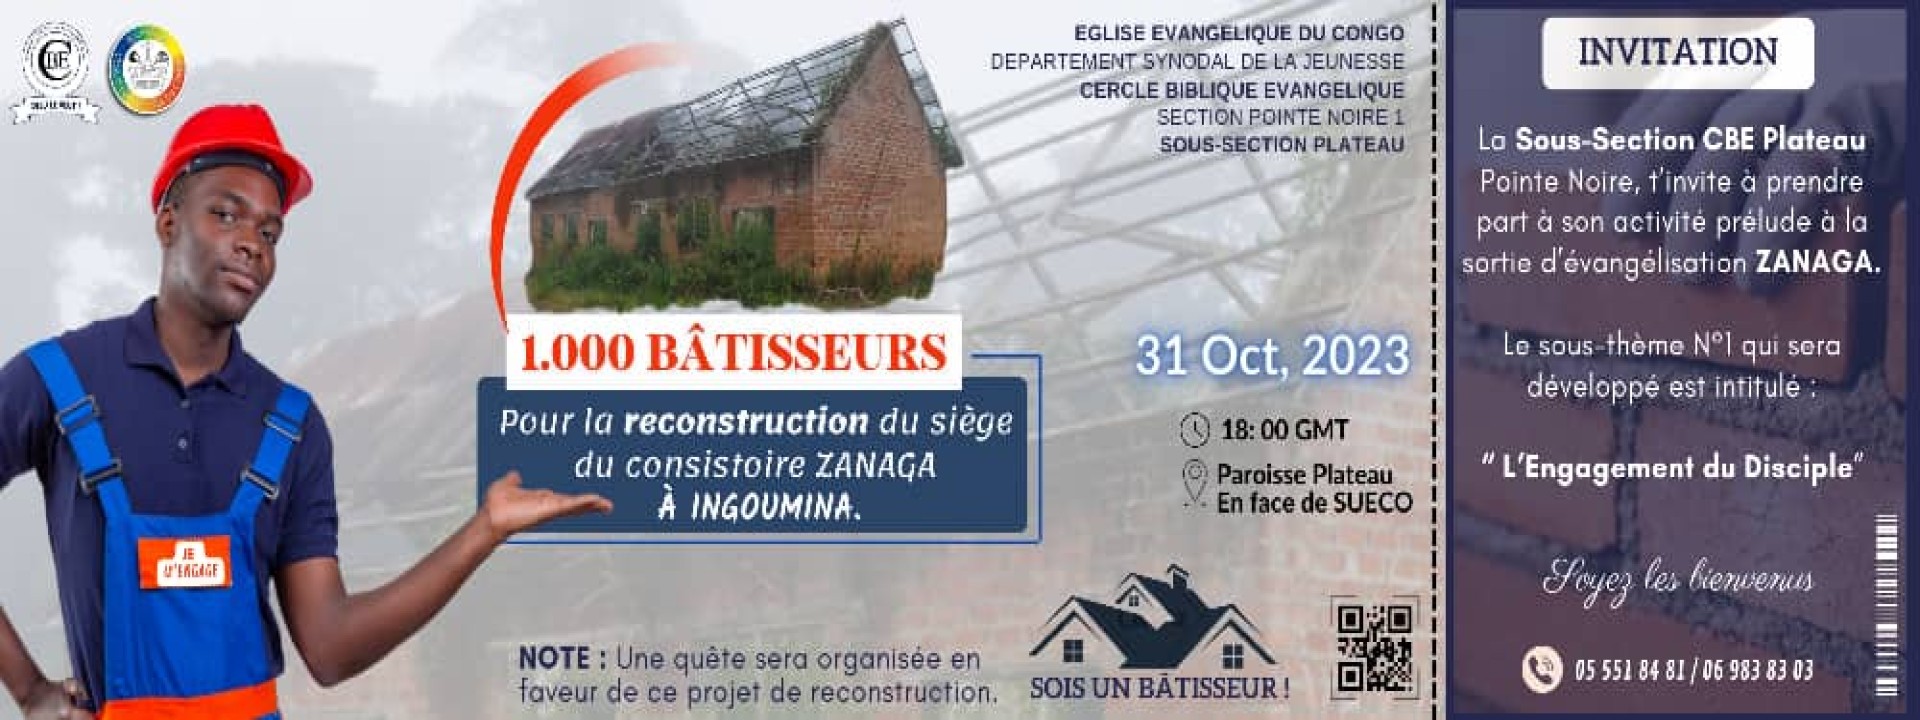 CBE
DIEU LE VEUT !
EGLISE EVANGELIQUE DU CONGO
DEPARTEMENT SYNODAL DE LA JEUNESSE
CERCLE BIBLIQUE EVANGELIQUE
SECTION POINTE NOIRE 1
SOUS-SECTION PLATEAU
1.000 BÂTISSEURS
Pour la reconstruction du siège
du consistoire ZANAGA
À INGOUMINA.
31 Oct, 2023
18: 00 GMT
Paroisse Plateau
En face de SUECO
JE
M'ENGAGE
NOTE : Une quête sera organisée en
faveur de ce projet de reconstruction.
SOIS UN BÂTISSEUR !
INVITATION
La Sous-Section CBE Plateau
Pointe Noire, t'invite à prendre
part à son activité prélude à la
sortie d'évangélisation ZANAGA.
Le sous-thème N°1 qui sera
développé est intitulé :
“ L'Engagement du Disciple”
Soyez les bienvenus
05 551 84 81 / 06 983 83 03